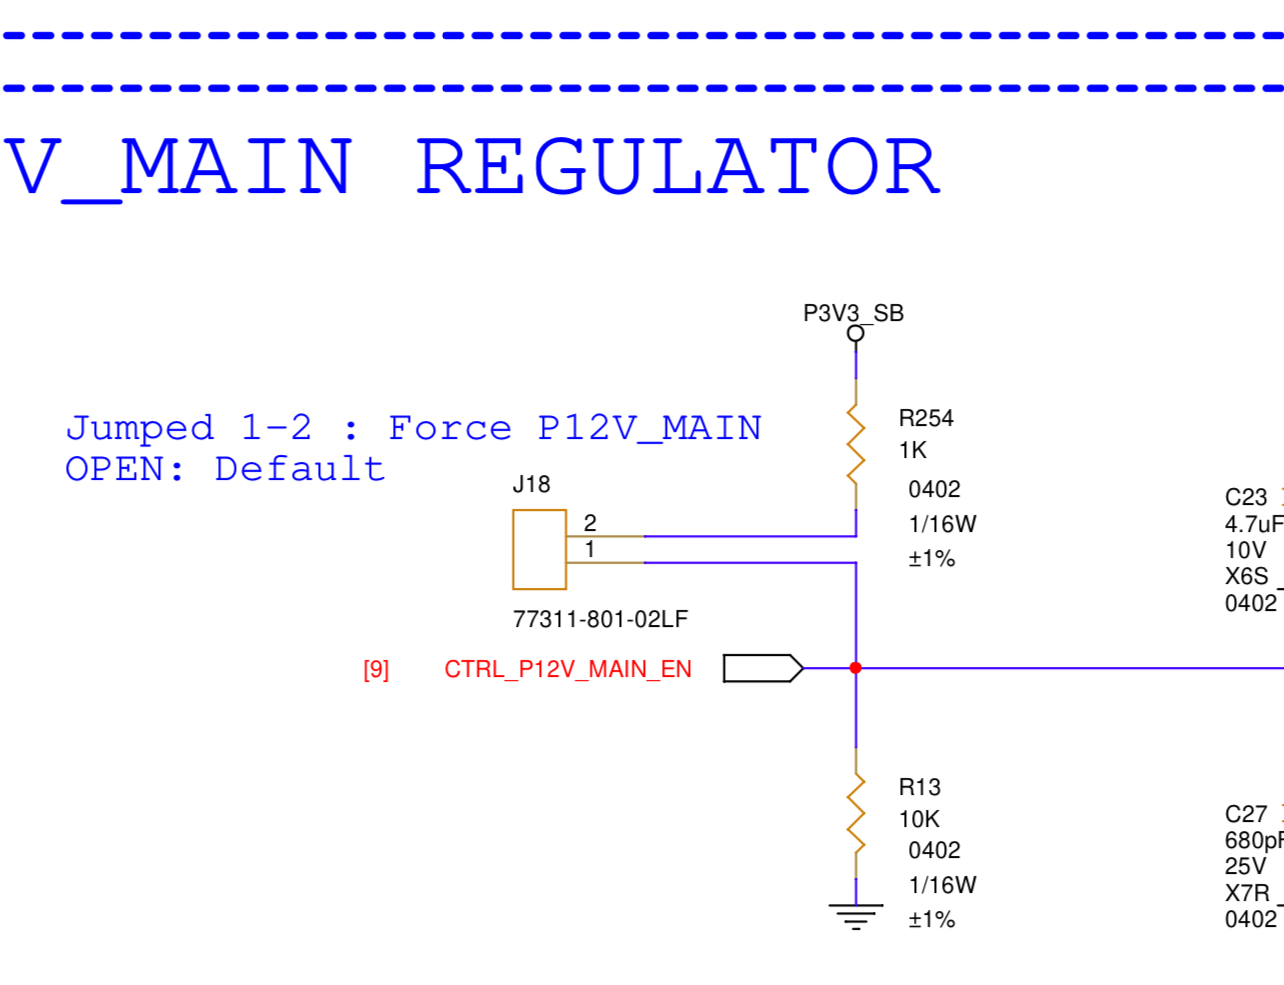 V_MAIN REGULATOR
P3V3_SB
Jumped 1-2 : Force P12V_MAIN
OPEN: Default
R254
1K
0402
1/16W
±1%
J18
2
1
77311-801-02LF
[9] CTRL_P12V_MAIN_EN
C23
4.7uF
10V
X6S
0402
R13
10K
0402
1/16W
±1%
C27
680pF
25V
X7R
0402